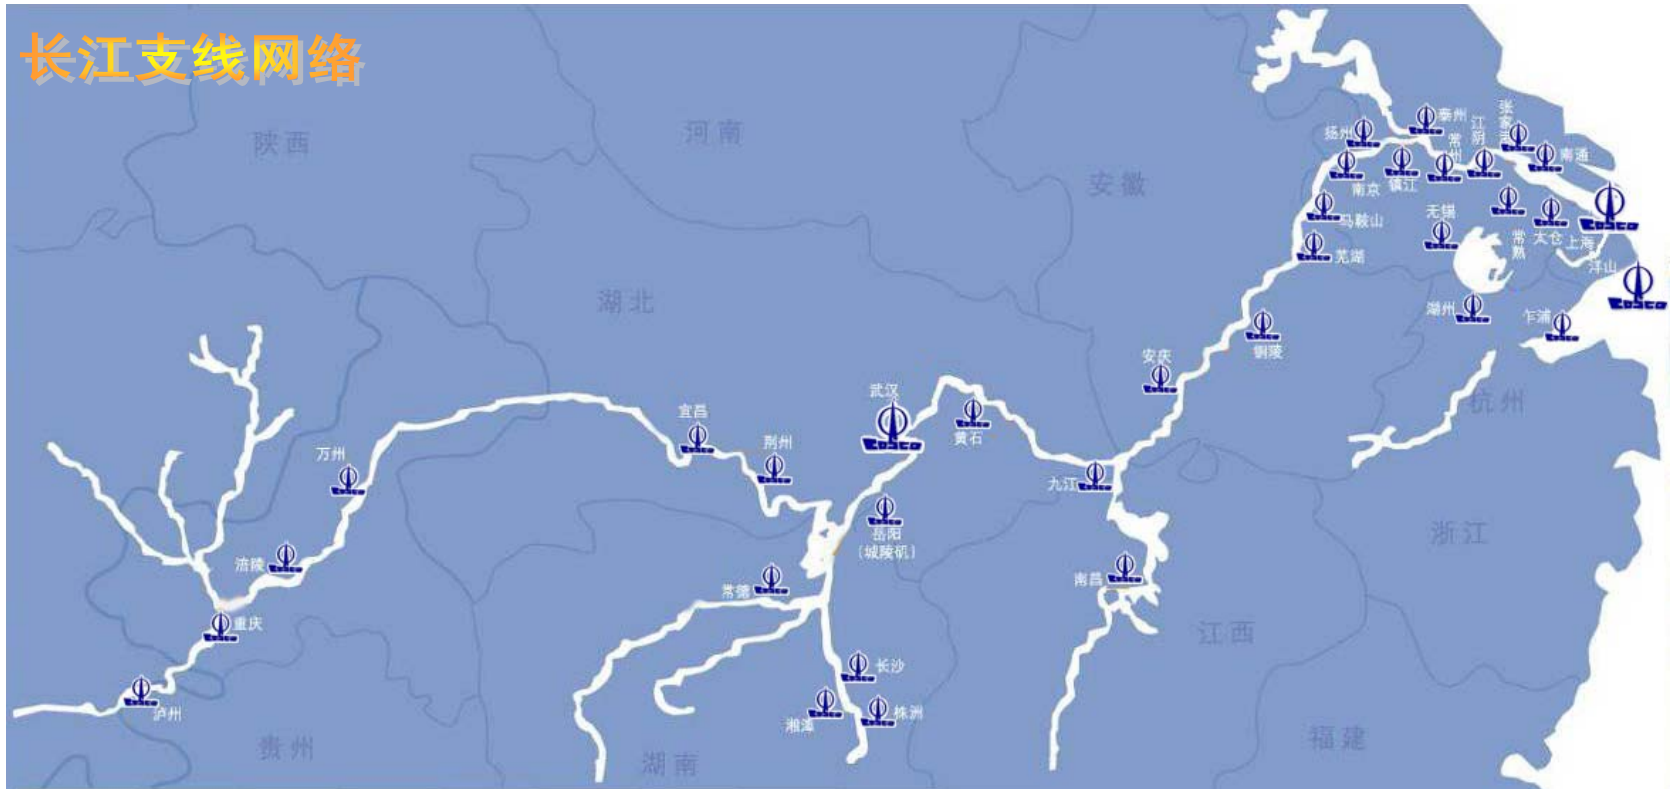 长江支线网络
陕西
河南
安徽
湖北
扬州
泰州
常州
江阴
张家
南通
南京
镇江
马鞍山
芜湖
无锡
常熟
太仓
上海
洋山
湖州
乍浦
铜陵
安庆
杭州
武汉
黄石
宜昌
荆州
万州
九江
岳阳
(城陵矶)
涪陵
重庆
泸州
常德
南昌
浙江
江西
长沙
湘潭
株洲
贵州
湖南
福建
COSCO
COSCO
COSCO